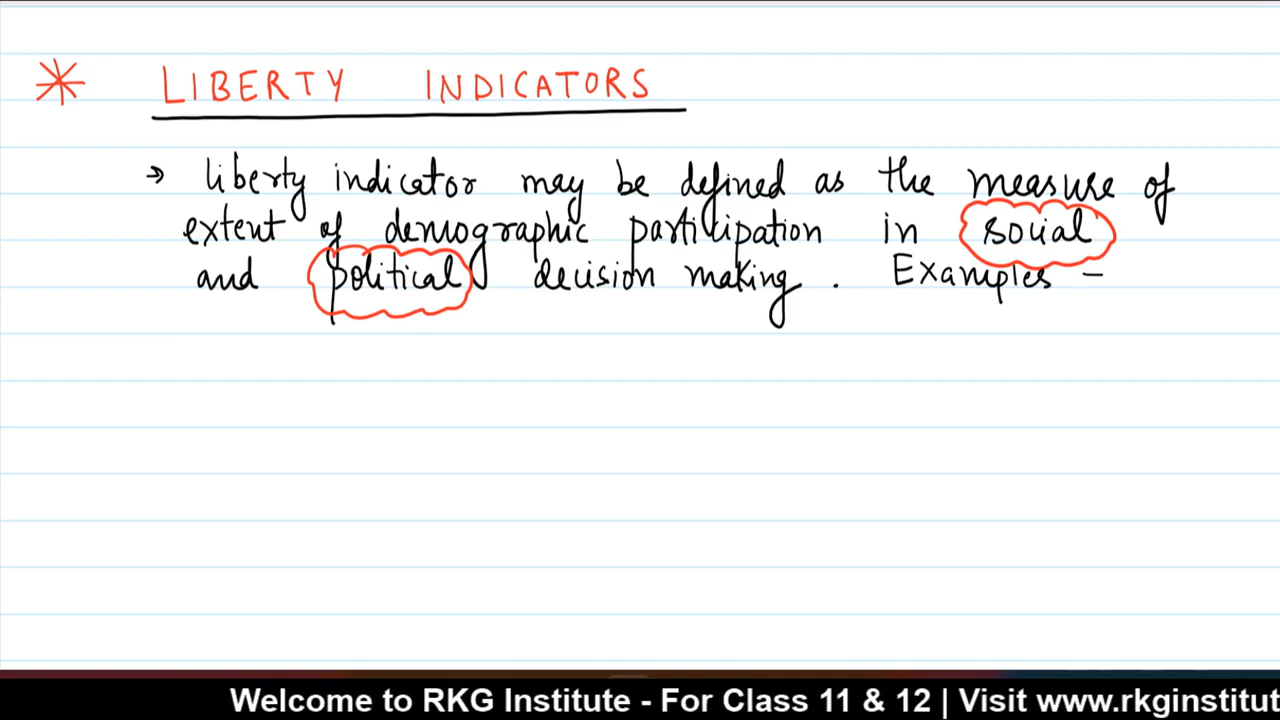 LIBERTY INDICATORS
→ liberty indicator may be defined as the measure of
extent of demographic participation in social
and political decision making. Examples -
Welcome to RKG Institute - For Class 11 & 12 | Visit www.rkginstitut